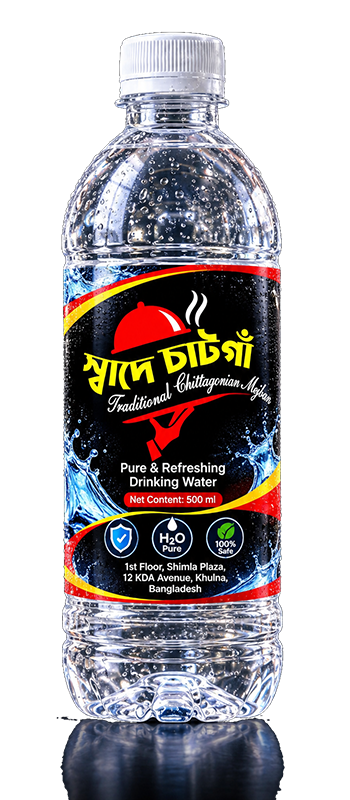 স্বাদে চাটগাঁ
Traditional Chittagonian Mejban
Pure & Refreshing
Drinking Water
Net Content: 500 ml
H₂O
Pure
100%
Safe
1st Floor, Shimla Plaza,
12 KDA Avenue, Khulna,
Bangladesh